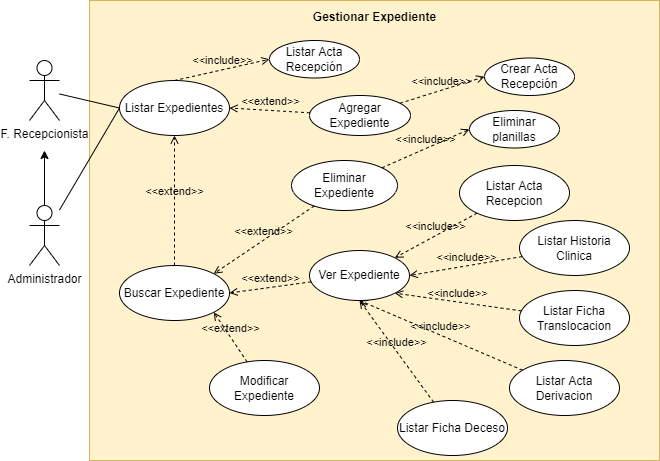 Gestionar Expediente
Listar Acta
Recepción
<<include>>
Crear Acta
Recepción
<<include>>
Listar Expedientes
<<extend>>
Agregar
Expediente
F. Recepcionista
Eliminar
planillas
<<include>>
Eliminar
Expediente
<<extend>>
Listar Acta
Recepcion
<<include>>
<<extend>>
Listar Historia
Clinica
<<include>>
Administrador
Buscar Expediente
<<extend>>
Ver Expediente
<<include>>
Listar Ficha
Translocacion
<<extend>>
<<include>>
<<include>>
Modificar
Expediente
Listar Acta
Derivacion
Listar Ficha Deceso